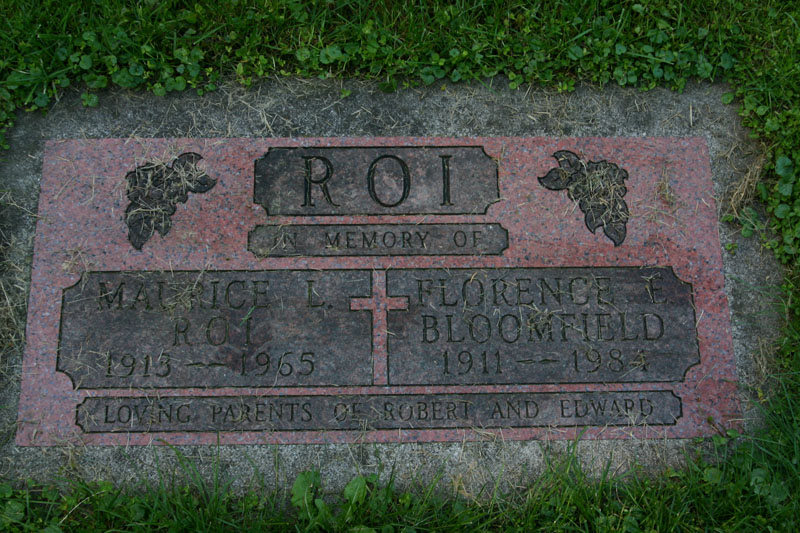 ROI
IN MEMORY OF
MAURICE L.
ROI
1913 — 1965
FLORENCE E.
BLOOMFIELD
1911 — 1984
LOVING PARENTS OF ROBERT AND EDWARD